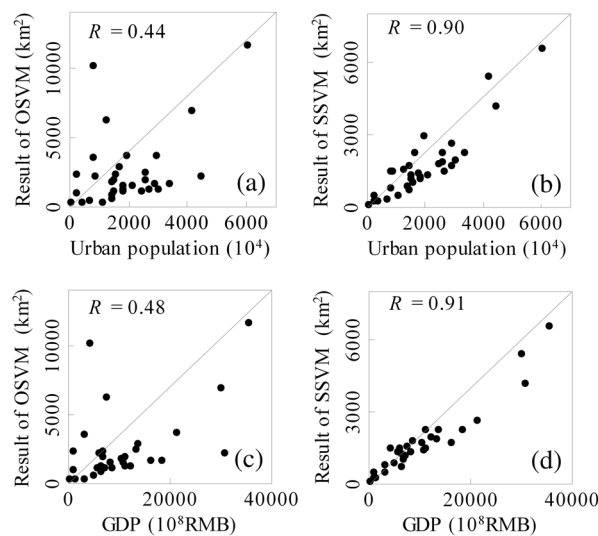 R = 0.44
R = 0.90
Result of OSVM (km²)
10000
5000
0
(a)
0 2000 4000 6000
Urban population (10⁴)
Result of SSVM (km²)
6000
3000
0
(b)
0 2000 4000 6000
Urban population (10⁴)
R = 0.48
R = 0.91
Result of OSVM (km²)
10000
5000
0
(c)
0 20000 40000
GDP (10⁸RMB)
Result of SSVM (km²)
6000
3000
0
(d)
0 20000 40000
GDP (10⁸RMB)